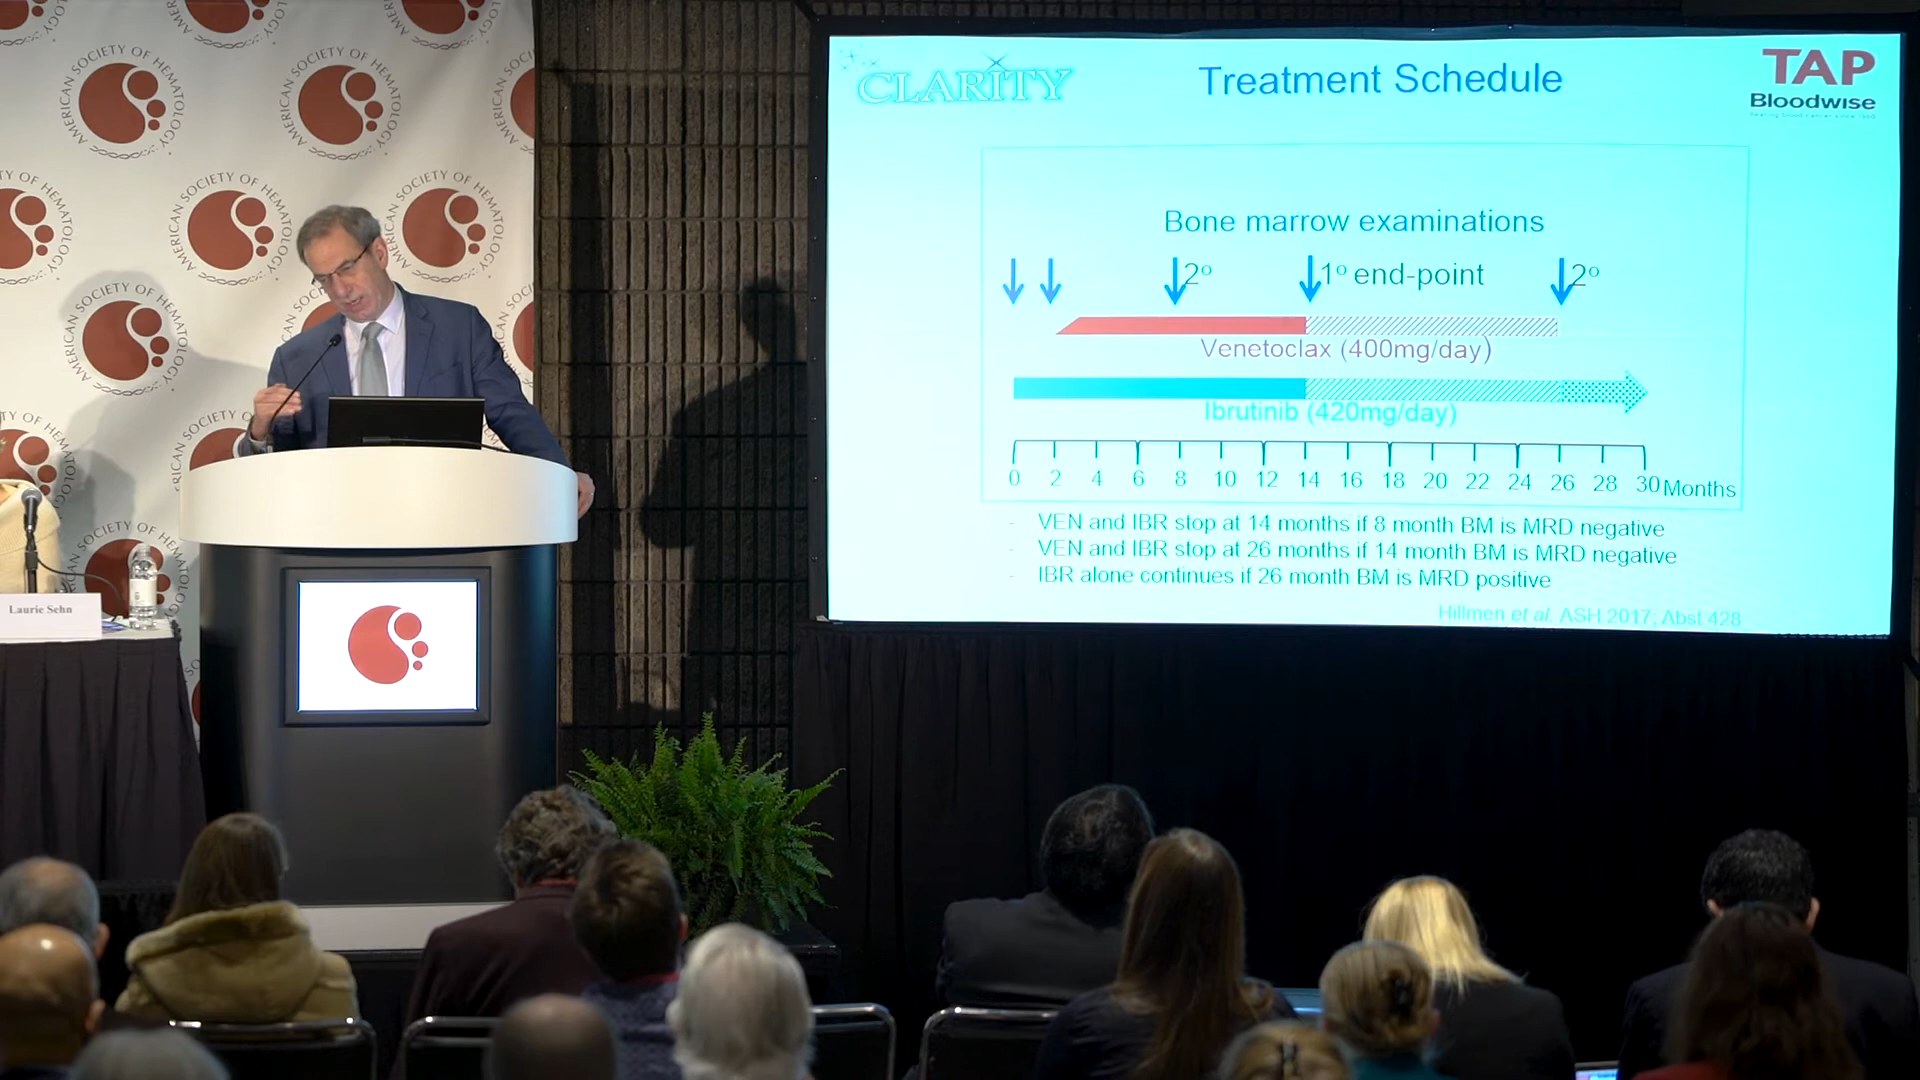 AMERICAN SOCIETY OF HEMATOLOGY
CLARITY
Treatment Schedule
TAP
Bloodwise
Bone marrow examinations
2º
1º end-point
2º
Venetoclax (400mg/day)
Ibrutinib (420mg/day)
0 2 4 6 8 10 12 14 16 18 20 22 24 26 28 30 Months
- VEN and IBR stop at 14 months if 8 month BM is MRD negative
- VEN and IBR stop at 26 months if 14 month BM is MRD negative
- IBR alone continues if 26 month BM is MRD positive
Hillmen et al. ASH 2017; Abst 428
Laurie Sehn